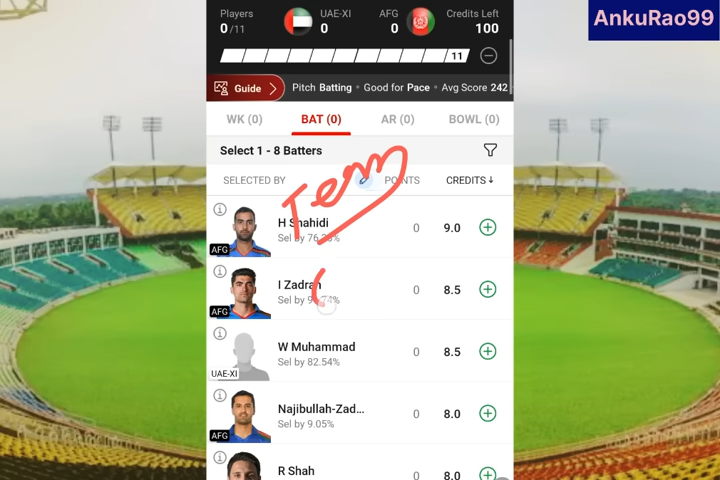 AnkuRao99
Players UAE-XI AFG Credits Left
0/11 0 0 100
11
Guide Pitch Batting • Good for Pace • Avg Score 242
WK (0) BAT (0) AR (0) BOWL (0)
Select 1 - 8 Batters
SELECTED BY POINTS CREDITS↓
Team
H Shahidi 0 9.0
Sel by 76.
AFG
I Zadran 0 8.5
Sel by
AFG
W Muhammad 0 8.5
Sel by 82.54%
UAE-XI
Najibullah-Zad... 0 8.0
Sel by 9.05%
AFG
R Shah 0 8.0